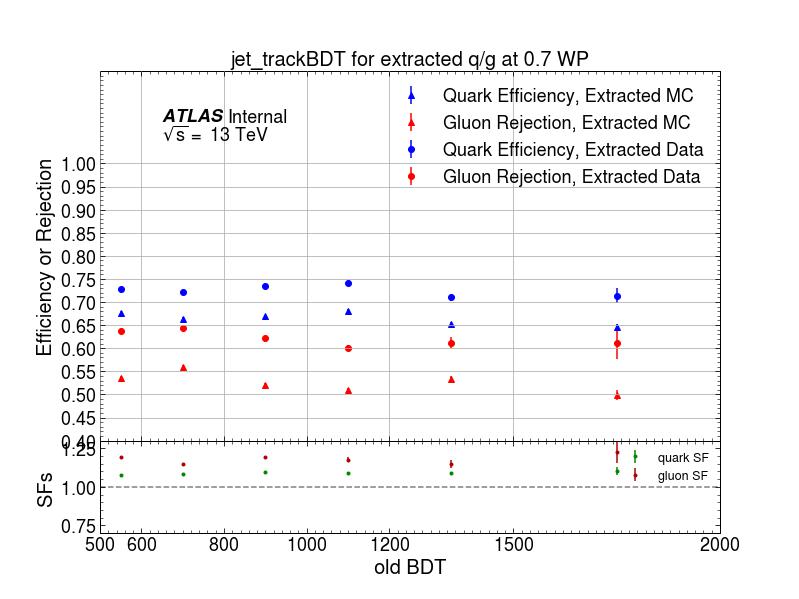 jet_trackBDT for extracted q/g at 0.7 WP
ATLAS Internal
√s = 13 TeV
Quark Efficiency, Extracted MC
Gluon Rejection, Extracted MC
Quark Efficiency, Extracted Data
Gluon Rejection, Extracted Data
Efficiency or Rejection
1.00
0.95
0.90
0.85
0.80
0.75
0.70
0.65
0.60
0.55
0.50
0.45
0.40
SFs
1.25
1.00
0.75
quark SF
gluon SF
500 600 800 1000 1200 1500 2000
old BDT